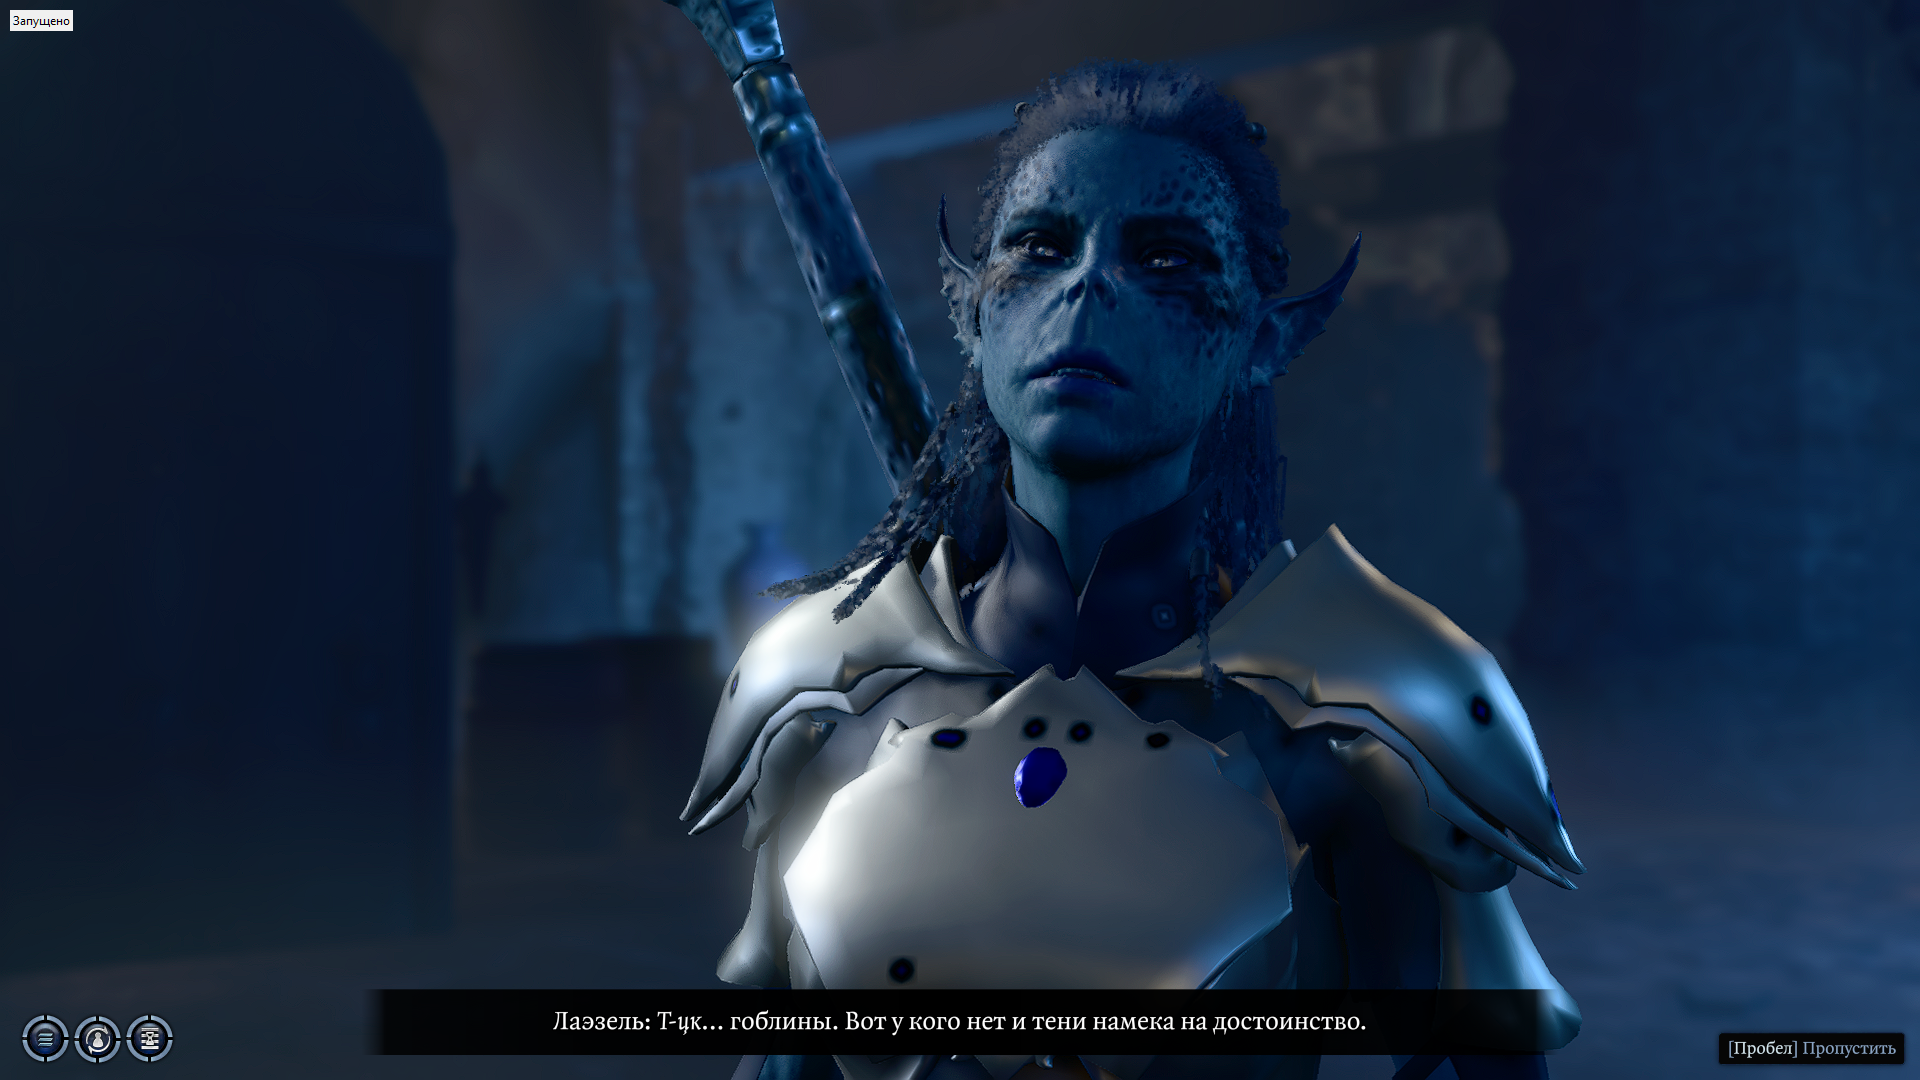 Запущено
Лаэзель: Т-цк... гоблины. Вот у кого нет и тени намека на достоинство.
[Пробел] Пропустить